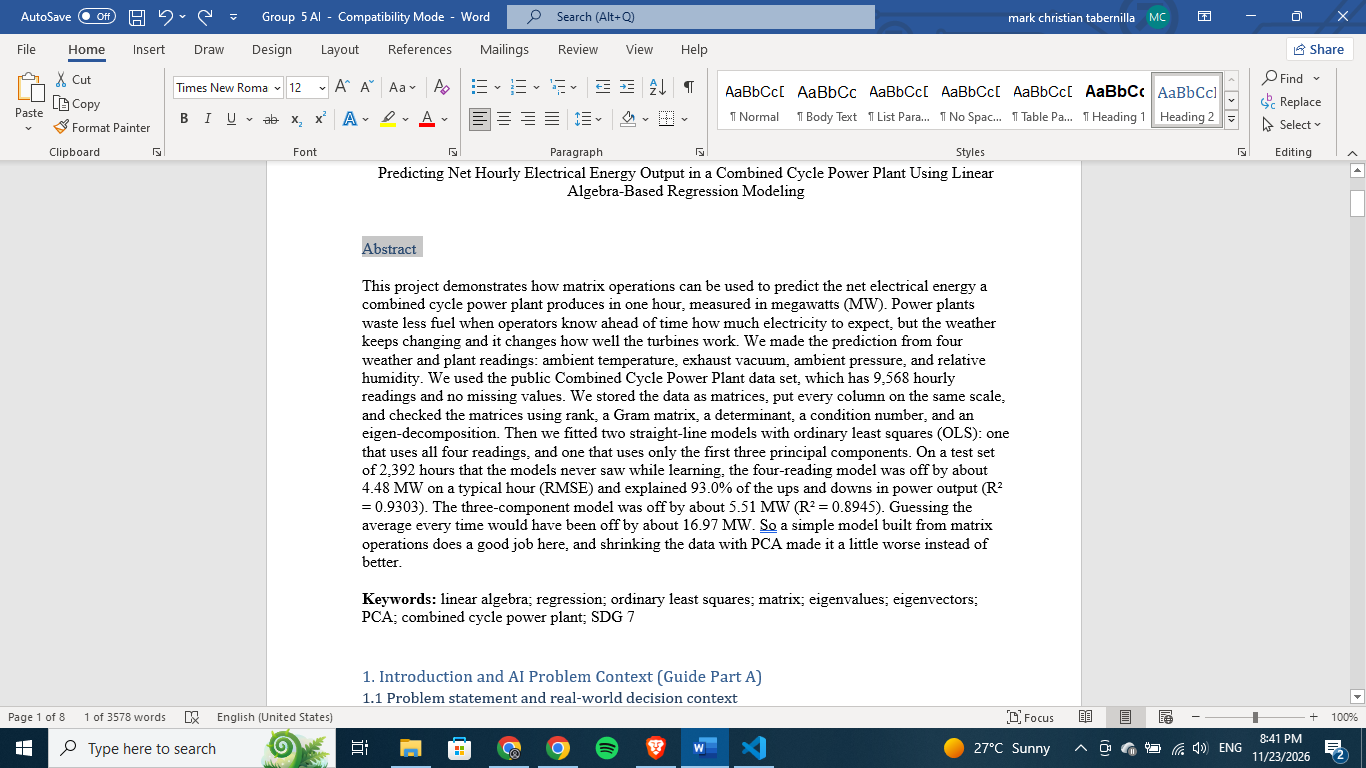 AutoSave Off Group 5 AI - Compatibility Mode - Word Search (Alt+Q) mark christian tabernilla MC
File Home Insert Draw Design Layout References Mailings Review View Help Share
Paste Cut Copy Format Painter
Clipboard
Times New Roma 12
Font
Paragraph
AaBbCcD AaBbCc AaBbCcD AaBbCcD AaBbCcD AaBbCc AaBbCcI
¶ Normal ¶ Body Text ¶ List Para... ¶ No Spac... ¶ Table Pa... ¶ Heading 1 Heading 2
Styles
Find
Replace
Select
Editing
Predicting Net Hourly Electrical Energy Output in a Combined Cycle Power Plant Using Linear
Algebra-Based Regression Modeling
Abstract
This project demonstrates how matrix operations can be used to predict the net electrical energy a
combined cycle power plant produces in one hour, measured in megawatts (MW). Power plants
waste less fuel when operators know ahead of time how much electricity to expect, but the weather
keeps changing and it changes how well the turbines work. We made the prediction from four
weather and plant readings: ambient temperature, exhaust vacuum, ambient pressure, and relative
humidity. We used the public Combined Cycle Power Plant data set, which has 9,568 hourly
readings and no missing values. We stored the data as matrices, put every column on the same scale,
and checked the matrices using rank, a Gram matrix, a determinant, a condition number, and an
eigen-decomposition. Then we fitted two straight-line models with ordinary least squares (OLS): one
that uses all four readings, and one that uses only the first three principal components. On a test set
of 2,392 hours that the models never saw while learning, the four-reading model was off by about
4.48 MW on a typical hour (RMSE) and explained 93.0% of the ups and downs in power output (R²
= 0.9303). The three-component model was off by about 5.51 MW (R² = 0.8945). Guessing the
average every time would have been off by about 16.97 MW. So a simple model built from matrix
operations does a good job here, and shrinking the data with PCA made it a little worse instead of
better.
Keywords: linear algebra; regression; ordinary least squares; matrix; eigenvalues; eigenvectors;
PCA; combined cycle power plant; SDG 7
1. Introduction and AI Problem Context (Guide Part A)
1.1 Problem statement and real-world decision context
Page 1 of 8 1 of 3578 words English (United States) Focus 100%
Type here to search 27°C Sunny ENG 8:41 PM
11/23/2026 2